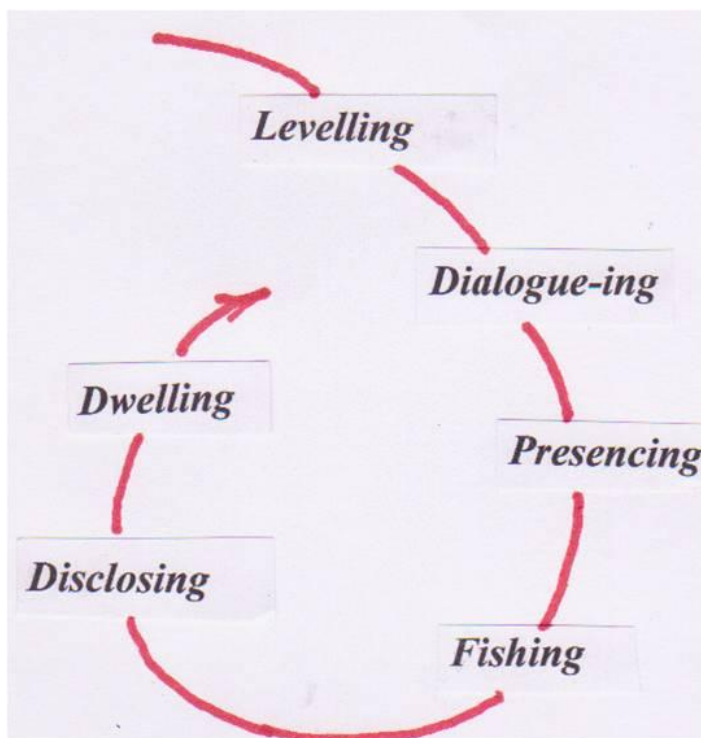 Levelling
Dialogue-ing
Presencing
Fishing
Disclosing
Dwelling